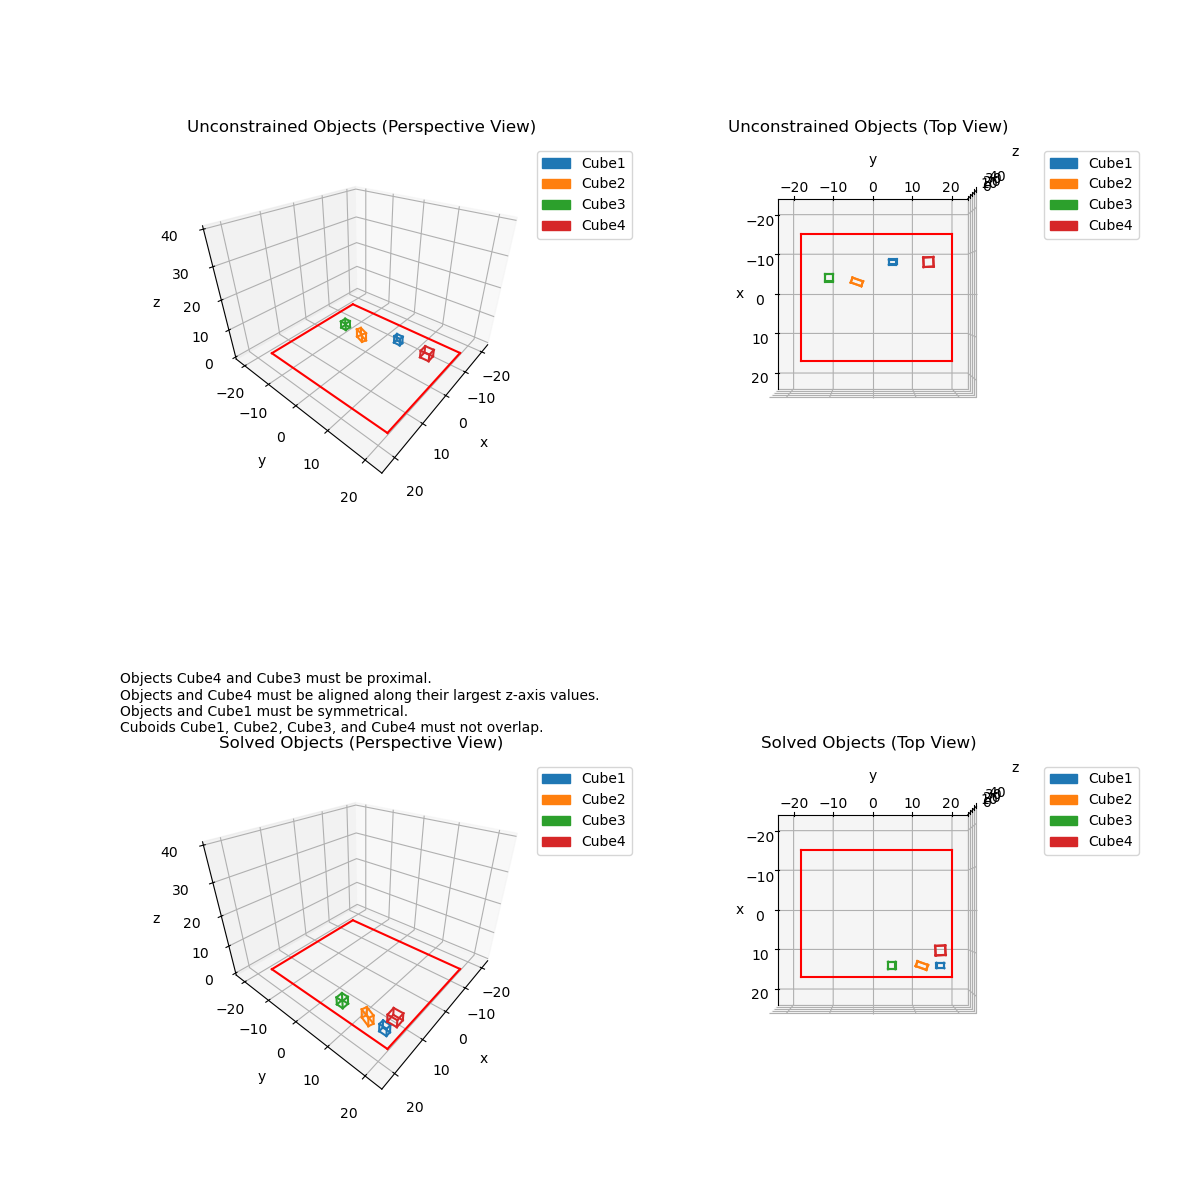 Unconstrained Objects (Perspective View)
Unconstrained Objects (Top View)
Cube1
Cube2
Cube3
Cube4
40
30
20
10
0
z
−20
−10
0
10
20
y
−20
−10
0
10
20
x
y
z
−20 −10 0 10 20
40
−20
−10
0
10
20
x
Cube1
Cube2
Cube3
Cube4
Objects Cube4 and Cube3 must be proximal.
Objects and Cube4 must be aligned along their largest z-axis values.
Objects and Cube1 must be symmetrical.
Cuboids Cube1, Cube2, Cube3, and Cube4 must not overlap.
Solved Objects (Perspective View)
Solved Objects (Top View)
Cube1
Cube2
Cube3
Cube4
40
30
20
10
0
z
−20
−10
0
10
20
y
−20
−10
0
10
20
x
y
z
−20 −10 0 10 20
40
−20
−10
0
10
20
x
Cube1
Cube2
Cube3
Cube4